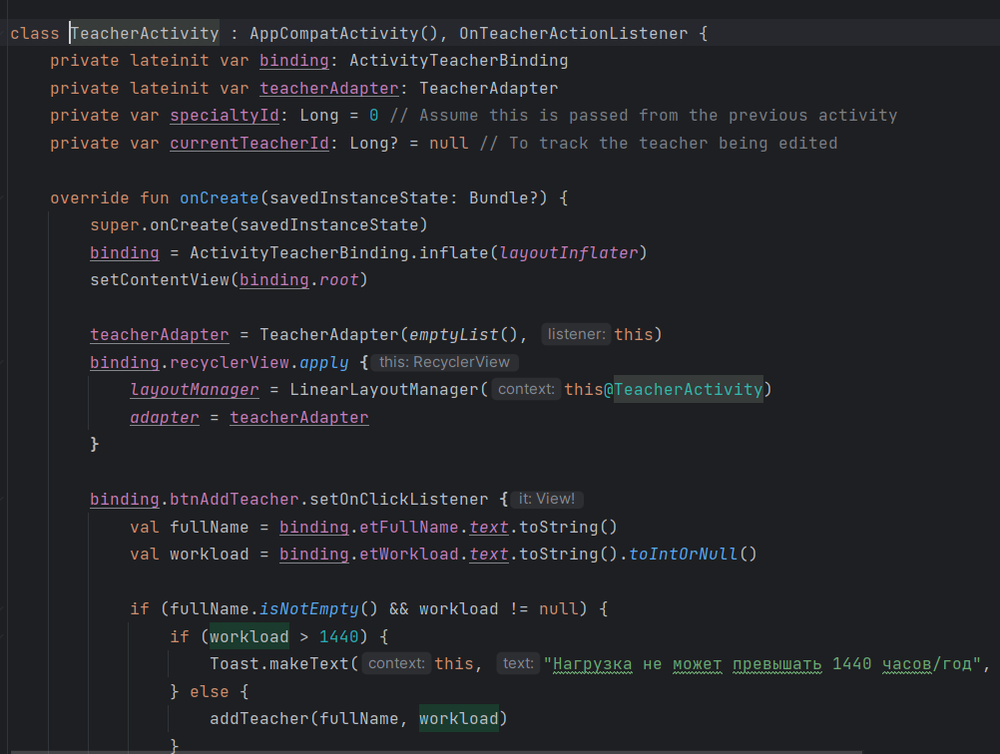 class TeacherActivity : AppCompatActivity(), OnTeacherActionListener {
    private lateinit var binding: ActivityTeacherBinding
    private lateinit var teacherAdapter: TeacherAdapter
    private var specialtyId: Long = 0 // Assume this is passed from the previous activity
    private var currentTeacherId: Long? = null // To track the teacher being edited

    override fun onCreate(savedInstanceState: Bundle?) {
        super.onCreate(savedInstanceState)
        binding = ActivityTeacherBinding.inflate(layoutInflater)
        setContentView(binding.root)

        teacherAdapter = TeacherAdapter(emptyList(), listener: this)
        binding.recyclerView.apply { this: RecyclerView
            layoutManager = LinearLayoutManager( context: this@TeacherActivity)
            adapter = teacherAdapter
        }

        binding.btnAddTeacher.setOnClickListener { it: View!
            val fullName = binding.etFullName.text.toString()
            val workload = binding.etWorkload.text.toString().toIntOrNull()

            if (fullName.isNotEmpty() && workload != null) {
                if (workload > 1440) {
                    Toast.makeText( context: this, text: "Нагрузка не может превышать 1440 часов/год",
                } else {
                    addTeacher(fullName, workload)
                }